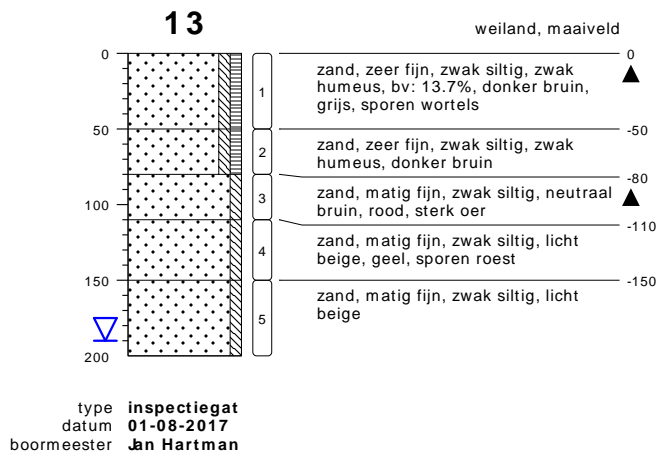 13
weiland, maaiveld
0
50
100
150
200
1
2
3
4
5
0
zand, zeer fijn, zwak siltig, zwak
humeus, bv: 13.7%, donker bruin,
grijs, sporen wortels
-50
zand, zeer fijn, zwak siltig, zwak
humeus, donker bruin
-80
zand, matig fijn, zwak siltig, neutraal
bruin, rood, sterk oer
-110
zand, matig fijn, zwak siltig, licht
beige, geel, sporen roest
-150
zand, matig fijn, zwak siltig, licht
beige
type inspectiegat
datum 01-08-2017
boormeester Jan Hartman